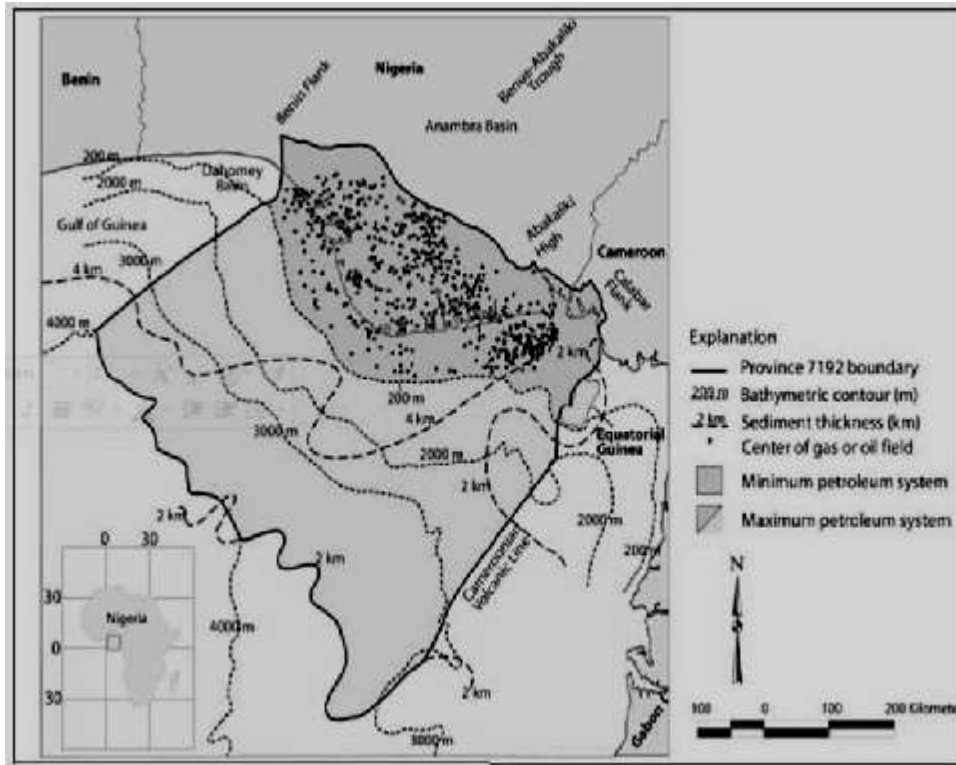 Benin
Nigeria
Benin Flank
Benue-Abakaliki
Trough
Anambra Basin
200 m
2000 m
Dahomey
Basin
Gulf of Guinea
3000 m
4 km
4000 m
Abakaliki
High
Cameroon
Calabar
Flank
2 km
200 m
4 km
3000 m
2000 m
2 km
Equatorial
Guinea
2000 m
200 m
2 km
2 km
Cameroonian
Volcanic Line
4000 m
2 km
3000 m
Gabon
0 30
30
Nigeria
0
30
Explanation
Province 7192 boundary
200 m Bathymetric contour (m)
2 km Sediment thickness (km)
Center of gas or oil field
Minimum petroleum system
Maximum petroleum system
N
100 0 100 200 Kilomete